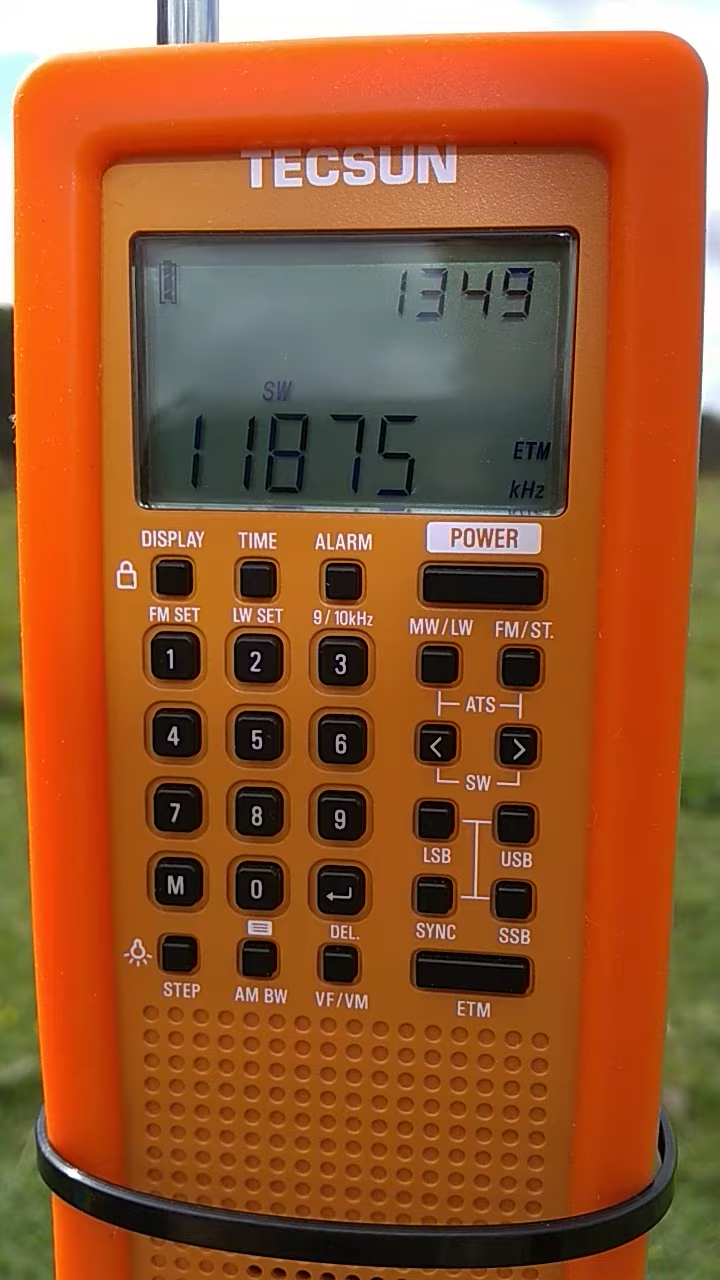 TECSUN
1349
SW
11875
ETM
kHz
DISPLAY TIME ALARM POWER
FM SET LW SET 9/10kHz MW/LW FM/ST.
1 2 3
ATS
4 5 6 < >
SW
7 8 9
LSB USB
M 0 ↵
DEL. SYNC SSB
STEP AM BW VF/VM ETM